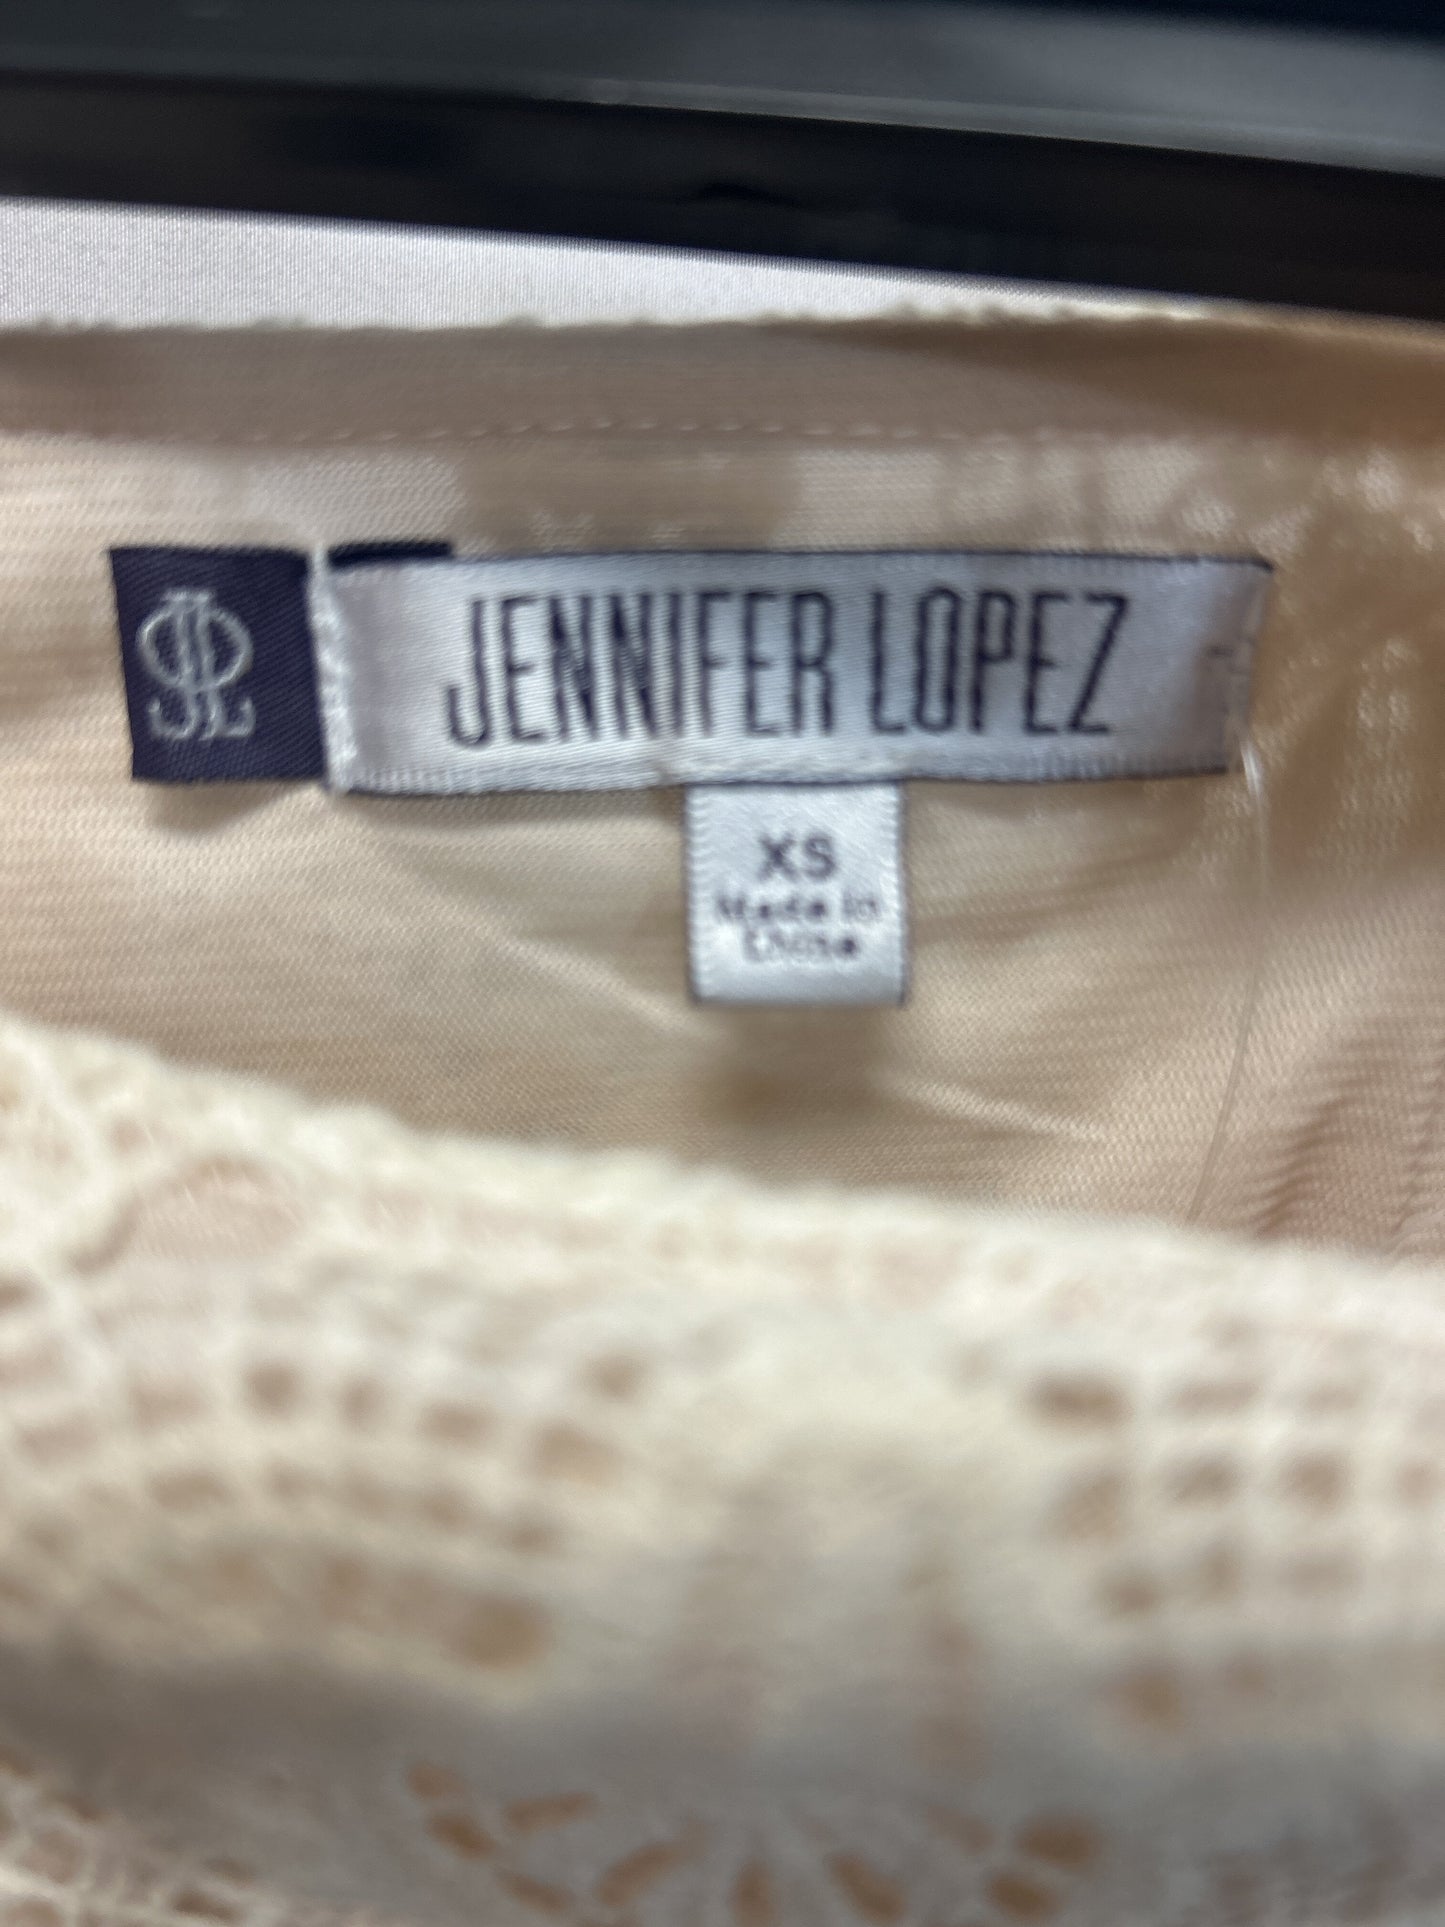 JENNIFER LOPEZ
XS
Made in
China